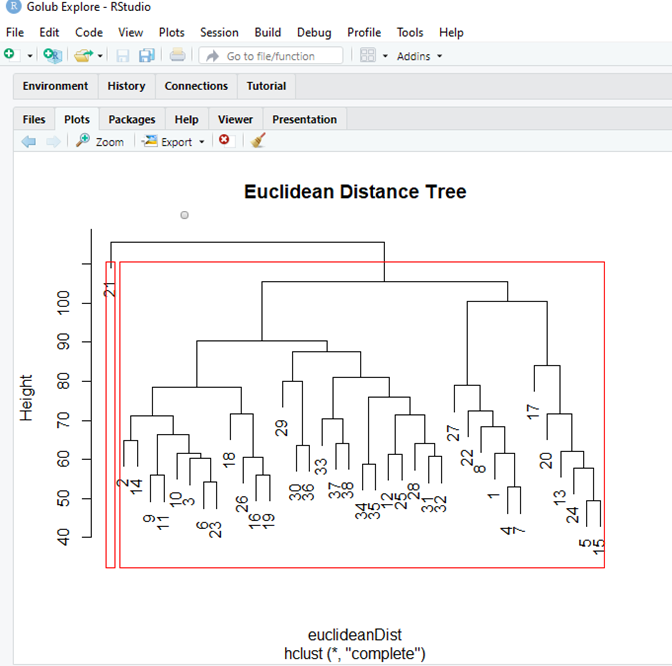 Golub Explore - RStudio
File Edit Code View Plots Session Build Debug Profile Tools Help
Go to file/function Addins
Environment History Connections Tutorial
Files Plots Packages Help Viewer Presentation
Zoom Export
Euclidean Distance Tree
Height
40 50 60 70 80 90 100
21
2 14 9 11 10 3 6 23 18 26 16 19 29 30 36 33 37 38 34 35 12 25 28 31 32 27 22 8 1 4 7 17 20 13 24 5 15
euclideanDist
hclust (*, "complete")